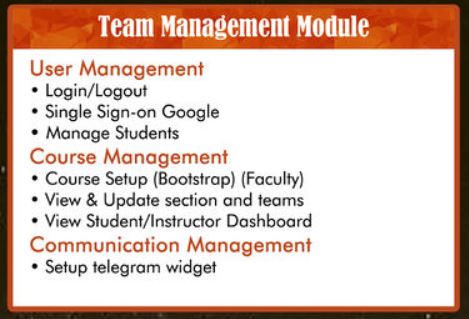 Team Management Module
User Management
• Login/Logout
• Single Sign-on Google
• Manage Students
Course Management
• Course Setup (Bootstrap) (Faculty)
• View & Update section and teams
• View Student/Instructor Dashboard
Communication Management
• Setup telegram widget